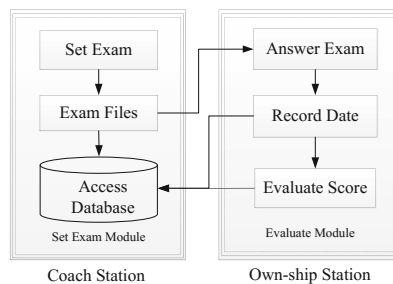 Set Exam
Exam Files
Access
Database
Set Exam Module
Coach Station
Answer Exam
Record Date
Evaluate Score
Evaluate Module
Own-ship Station